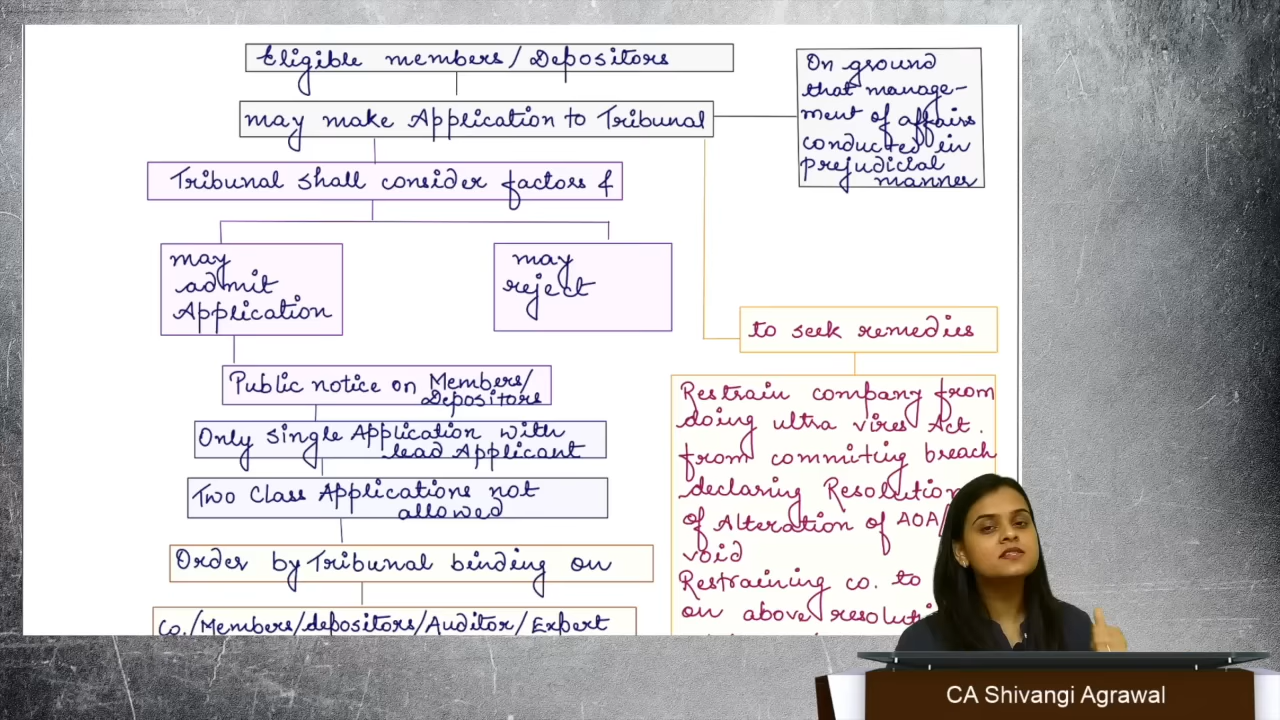 Eligible members/Depositors
may make Application to Tribunal
On ground
that manage-
ment of affairs
conducted in
prejudicial
manner
Tribunal shall consider factors &
may
admit
Application
may
reject
to seek remedies
Public notice on Members/
Depositors
Only single Application with
lead Applicant
Two Class Applications not
allowed
Order by Tribunal binding on
co./Members/depositors/Auditor/Expert
Restrain company from
doing ultra vires Act.
from commiting breach
declaring Resolution
of Alteration of AOA/
void
Restraining co. to
on above
CA Shivangi Agrawal